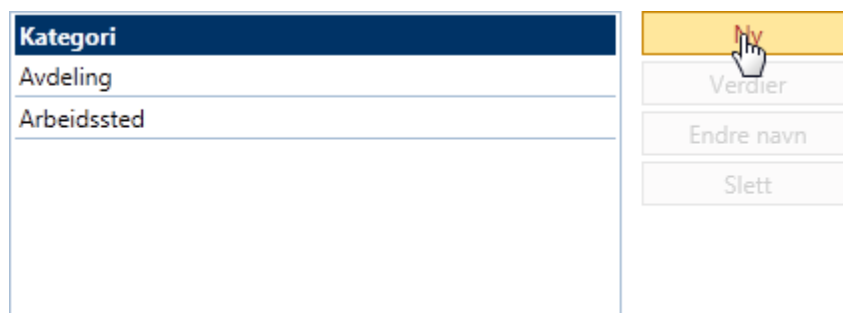 Kategori
Avdeling
Arbeidssted
Ny
Verdier
Endre navn
Slett